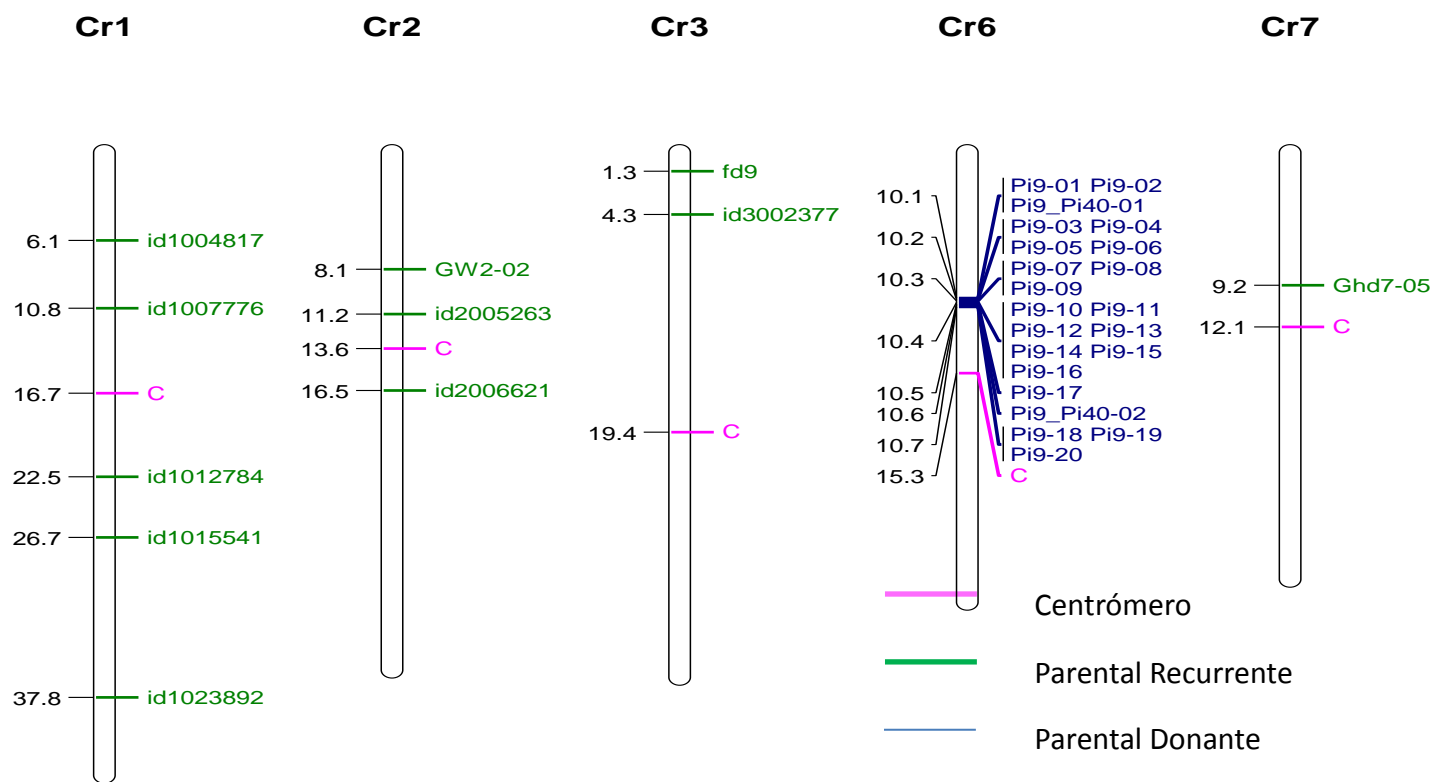 Cr1 Cr2 Cr3 Cr6 Cr7
6.1 id1004817
10.8 id1007776
16.7 C
22.5 id1012784
26.7 id1015541
37.8 id1023892
8.1 GW2-02
11.2 id2005263
13.6 C
16.5 id2006621
1.3 fd9
4.3 id3002377
19.4 C
10.1
10.2
10.3
10.4
10.5
10.6
10.7
15.3
Pi9-01 Pi9-02
Pi9_Pi40-01
Pi9-03 Pi9-04
Pi9-05 Pi9-06
Pi9-07 Pi9-08
Pi9-09
Pi9-10 Pi9-11
Pi9-12 Pi9-13
Pi9-14 Pi9-15
Pi9-16
Pi9-17
Pi9_Pi40-02
Pi9-18 Pi9-19
Pi9-20
C
9.2 Ghd7-05
12.1 C
Centrómero
Parental Recurrente
Parental Donante